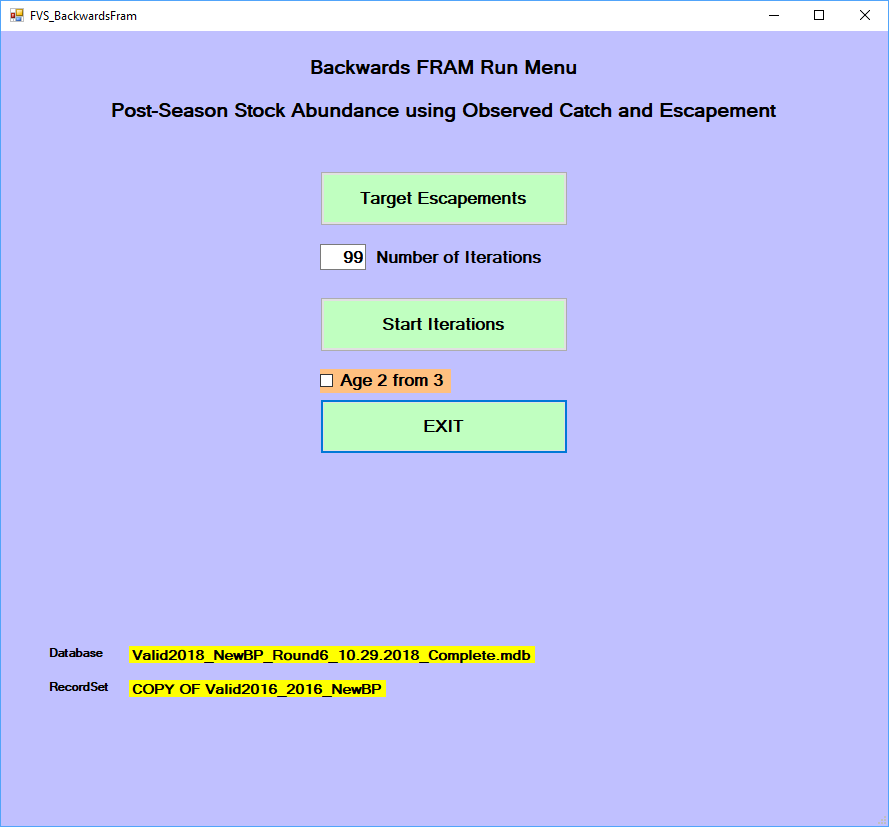 FVS_BackwardsFram
Backwards FRAM Run Menu
Post-Season Stock Abundance using Observed Catch and Escapement
Target Escapements
99 Number of Iterations
Start Iterations
Age 2 from 3
EXIT
Database Valid2018_NewBP_Round6_10.29.2018_Complete.mdb
RecordSet COPY OF Valid2016_2016_NewBP